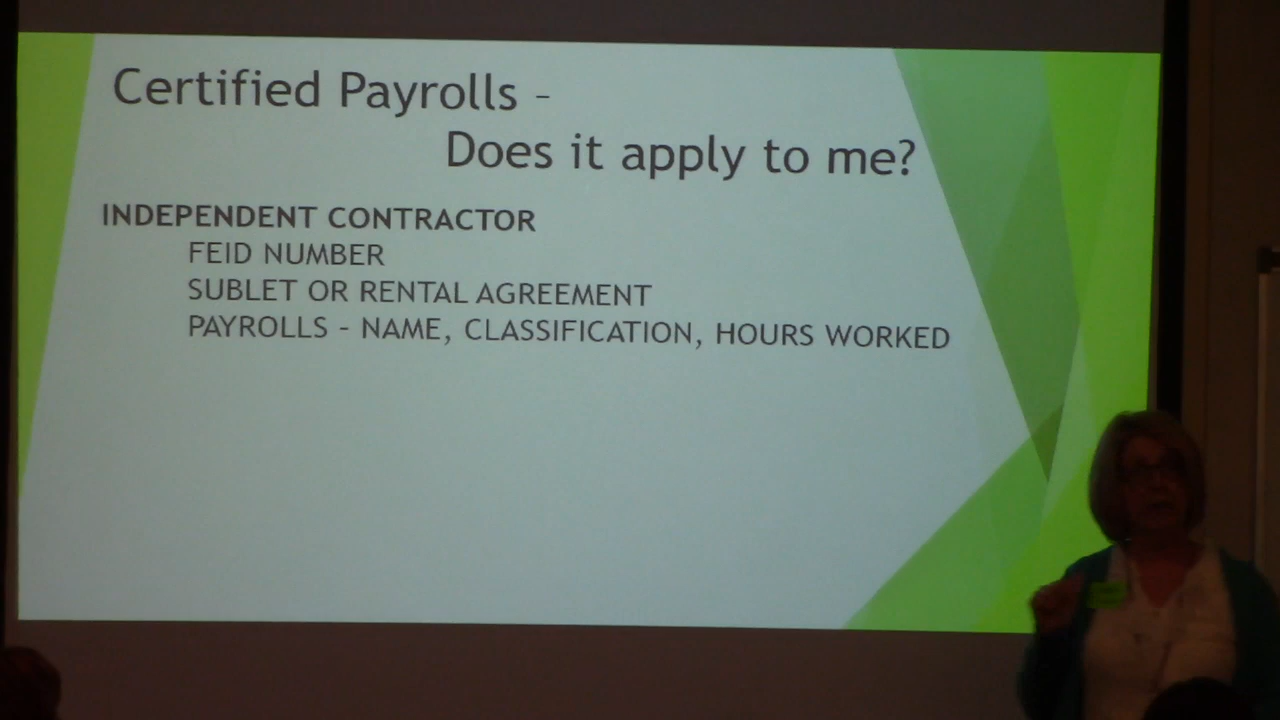 Certified Payrolls –
Does it apply to me?
INDEPENDENT CONTRACTOR
FEID NUMBER
SUBLET OR RENTAL AGREEMENT
PAYROLLS – NAME, CLASSIFICATION, HOURS WORKED